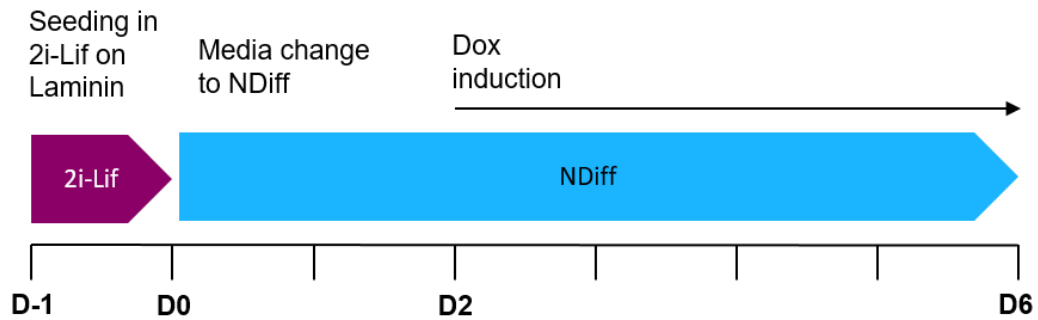 Seeding in
2i-Lif on
Laminin
Media change
to NDiff
Dox
induction
2i-Lif
NDiff
D-1
D0
D2
D6